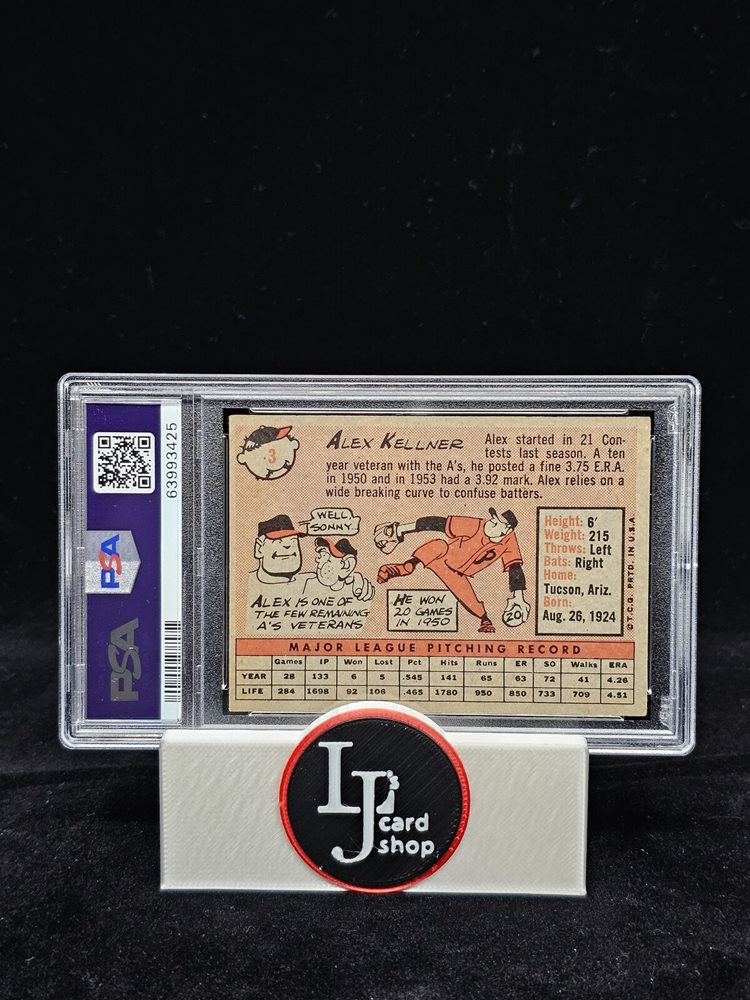 63993425
PSA
PSA
3
ALEX KELLNER
Alex started in 21 Con-
tests last season. A ten
year veteran with the A's, he posted a fine 3.75 E.R.A.
in 1950 and in 1953 had a 3.92 mark. Alex relies on a
wide breaking curve to confuse batters.
WELL
SONNY..
ALEX IS ONE OF
THE FEW REMAINING
A'S VETERANS
HE WON
20 GAMES
IN 1950
20
Height: 6'
Weight: 215
Throws: Left
Bats: Right
Home:
Tucson, Ariz.
Born:
Aug. 26, 1924
©T.C.G. PRTD. IN U.S.A.
MAJOR LEAGUE PITCHING RECORD
Games IP Won Lost Pct Hits Runs ER SO Walks ERA
YEAR 28 133 6 5 .545 141 65 63 72 41 4.26
LIFE 284 1698 92 106 .465 1780 950 850 733 709 4.51
LJ's
card
shop